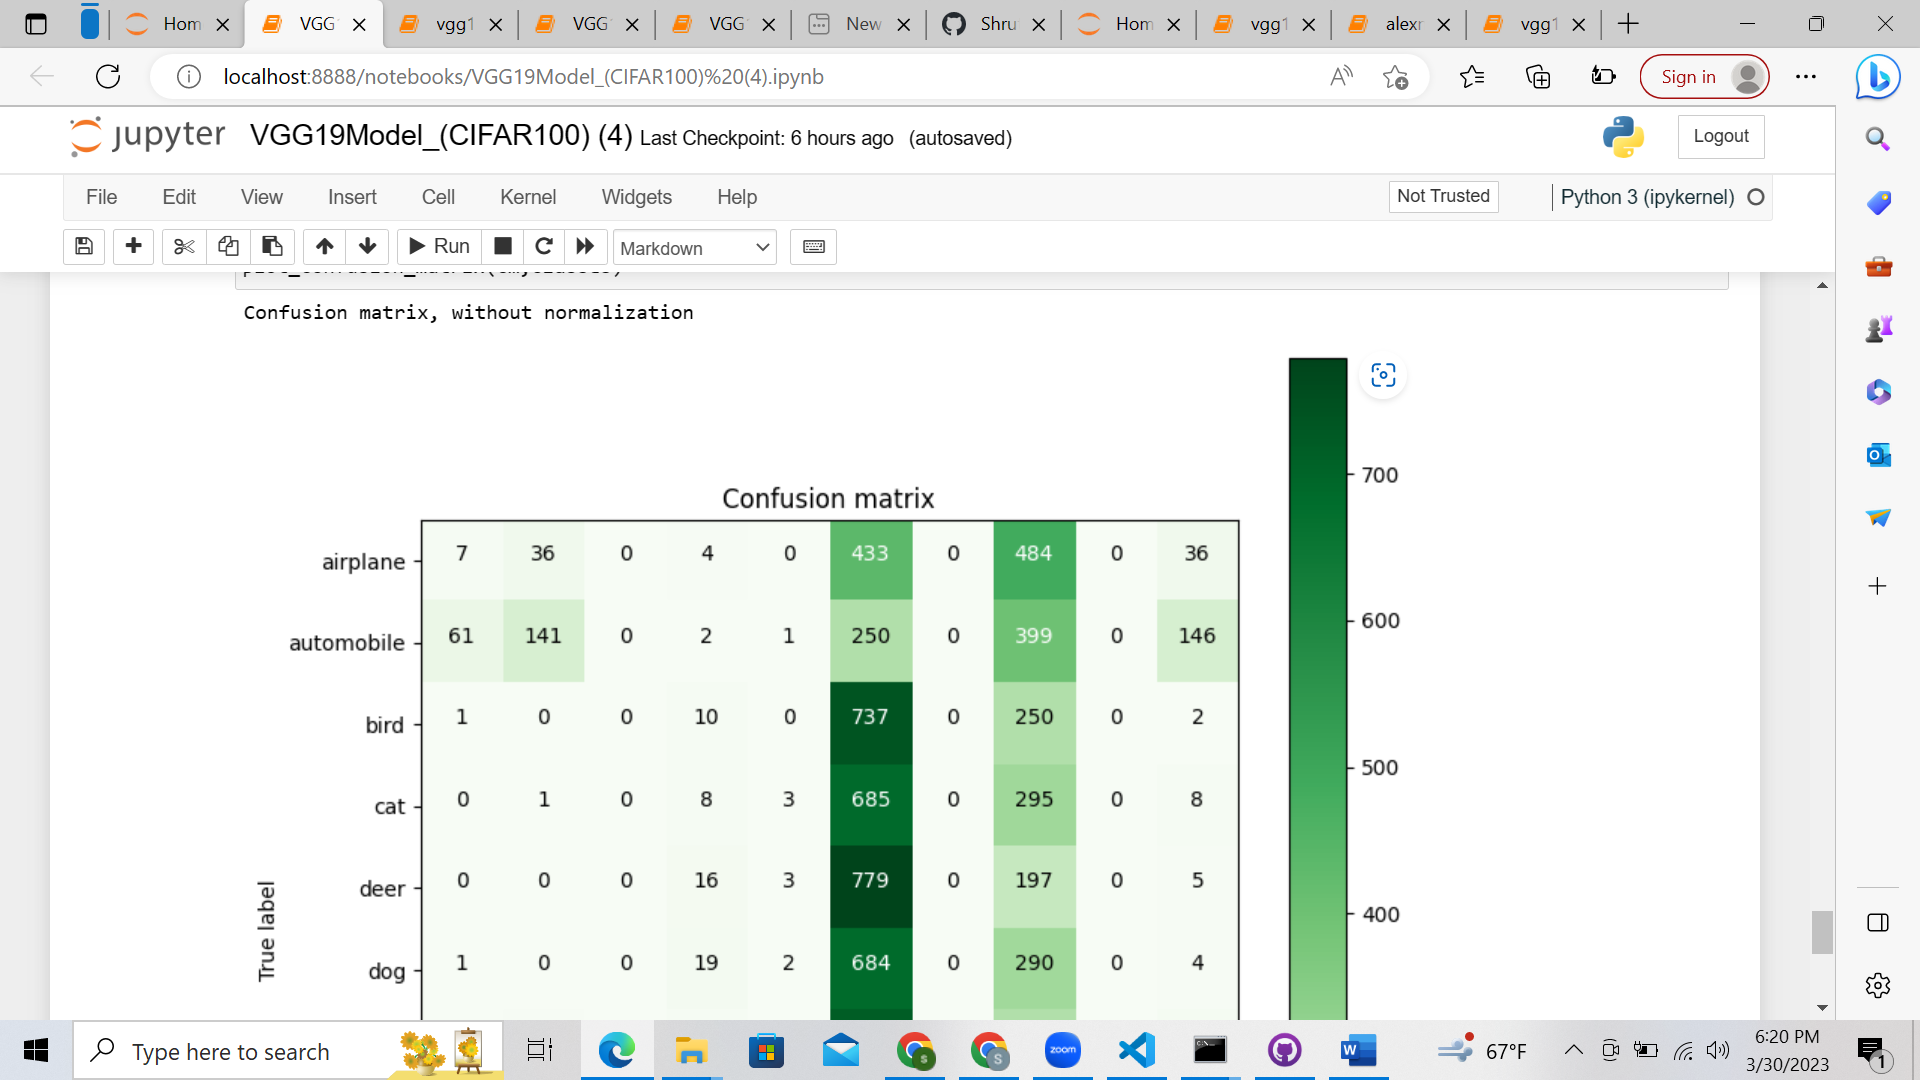 Hom
VGG
vgg1
VGG
VGG
New
Shru
Hom
vgg1
alexr
vgg1
localhost:8888/notebooks/VGG19Model_(CIFAR100)%20(4).ipynb
Sign in
jupyter VGG19Model_(CIFAR100) (4) Last Checkpoint: 6 hours ago (autosaved)
Logout
File Edit View Insert Cell Kernel Widgets Help
Not Trusted
Python 3 (ipykernel)
Run
Markdown
Confusion matrix, without normalization
Confusion matrix
airplane 7 36 0 4 0 433 0 484 0 36
automobile 61 141 0 2 1 250 0 399 0 146
bird 1 0 0 10 0 737 0 250 0 2
cat 0 1 0 8 3 685 0 295 0 8
deer 0 0 0 16 3 779 0 197 0 5
dog 1 0 0 19 2 684 0 290 0 4
True label
700
600
500
400
Type here to search
zoom
67°F
6:20 PM
3/30/2023
1